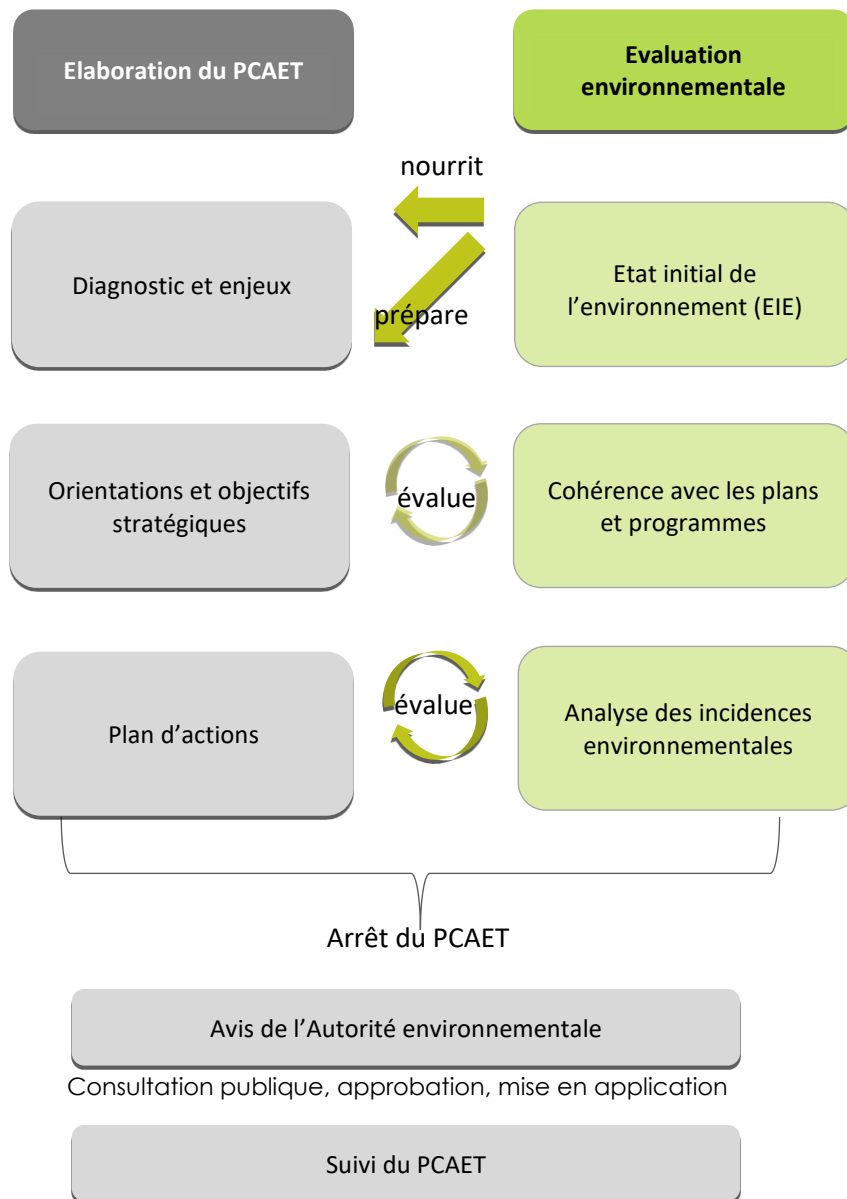 Elaboration du PCAET
Evaluation
environnementale
nourrit
Diagnostic et enjeux
prépare
Etat initial de
l’environnement (EIE)
Orientations et objectifs
stratégiques
évalue
Cohérence avec les plans
et programmes
Plan d’actions
évalue
Analyse des incidences
environnementales
Arrêt du PCAET
Avis de l’Autorité environnementale
Consultation publique, approbation, mise en application
Suivi du PCAET